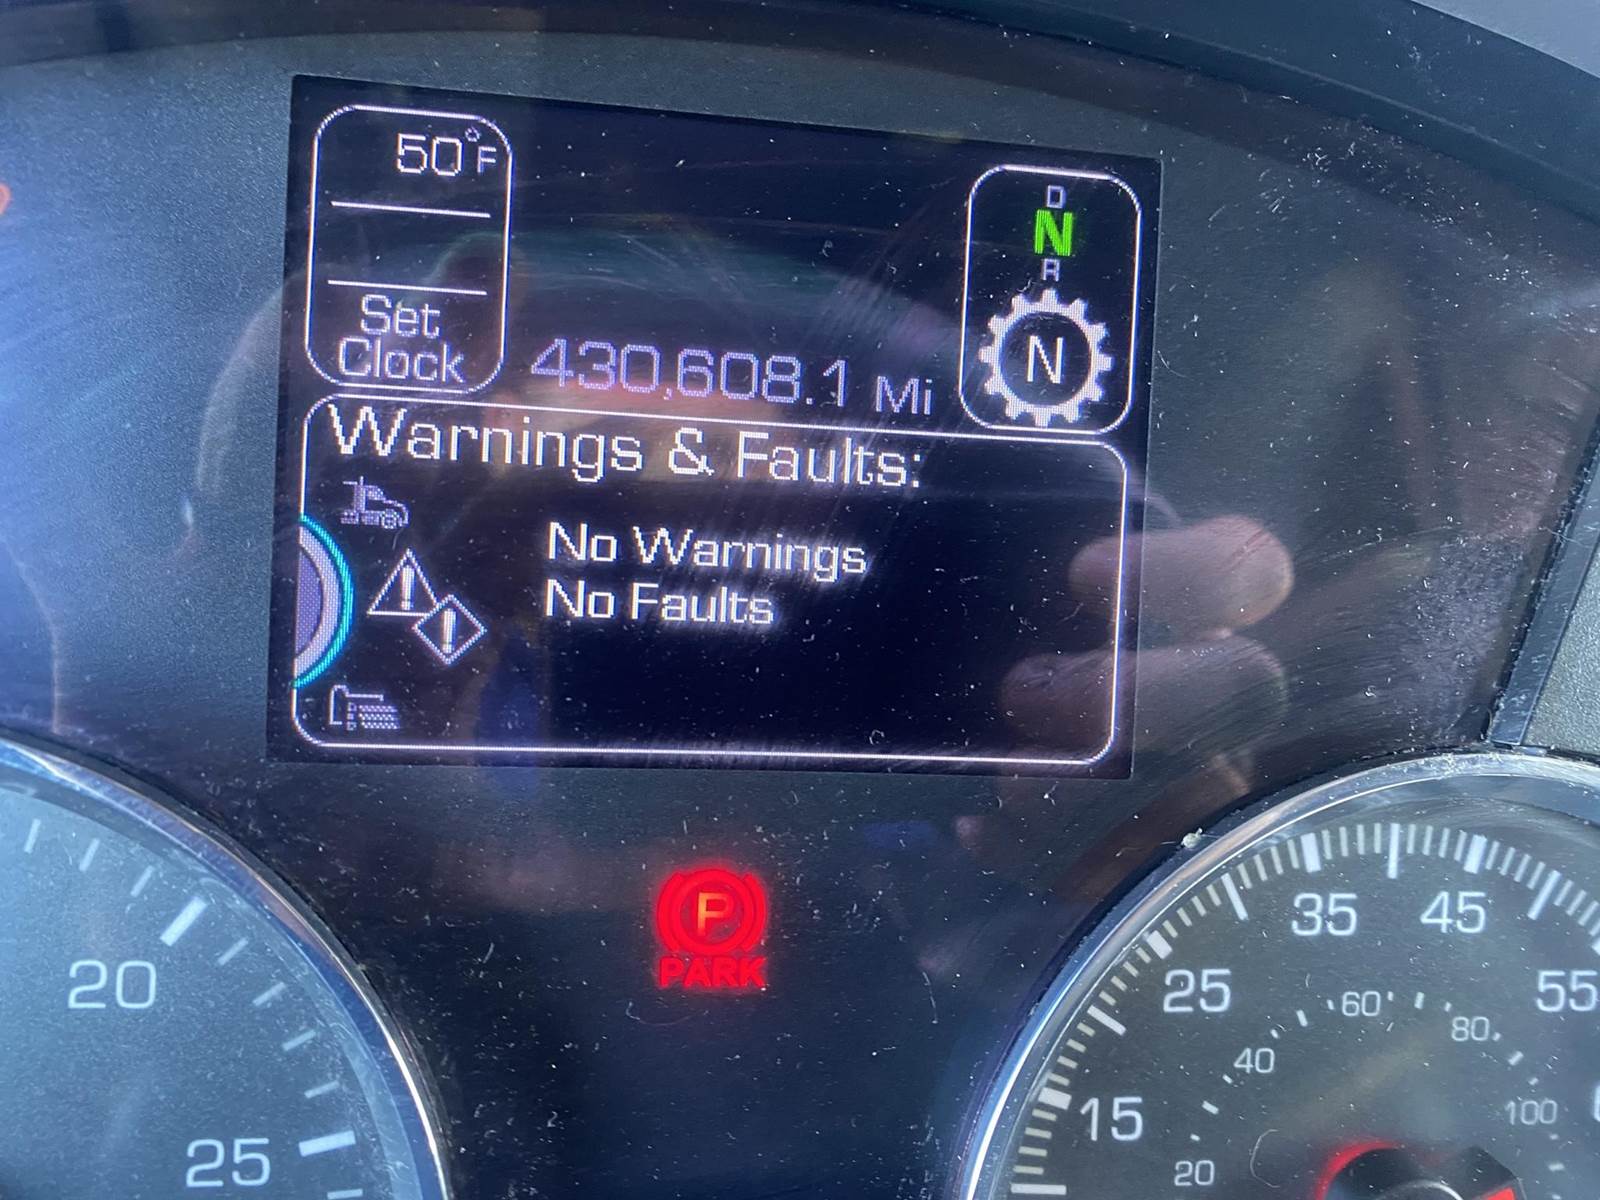 50°F
Set
Clock
430,608.1 Mi
D
N
R
N
Warnings & Faults:
No Warnings
No Faults
P
PARK
20
25
15
25
35
45
55
20
40
60
80
100